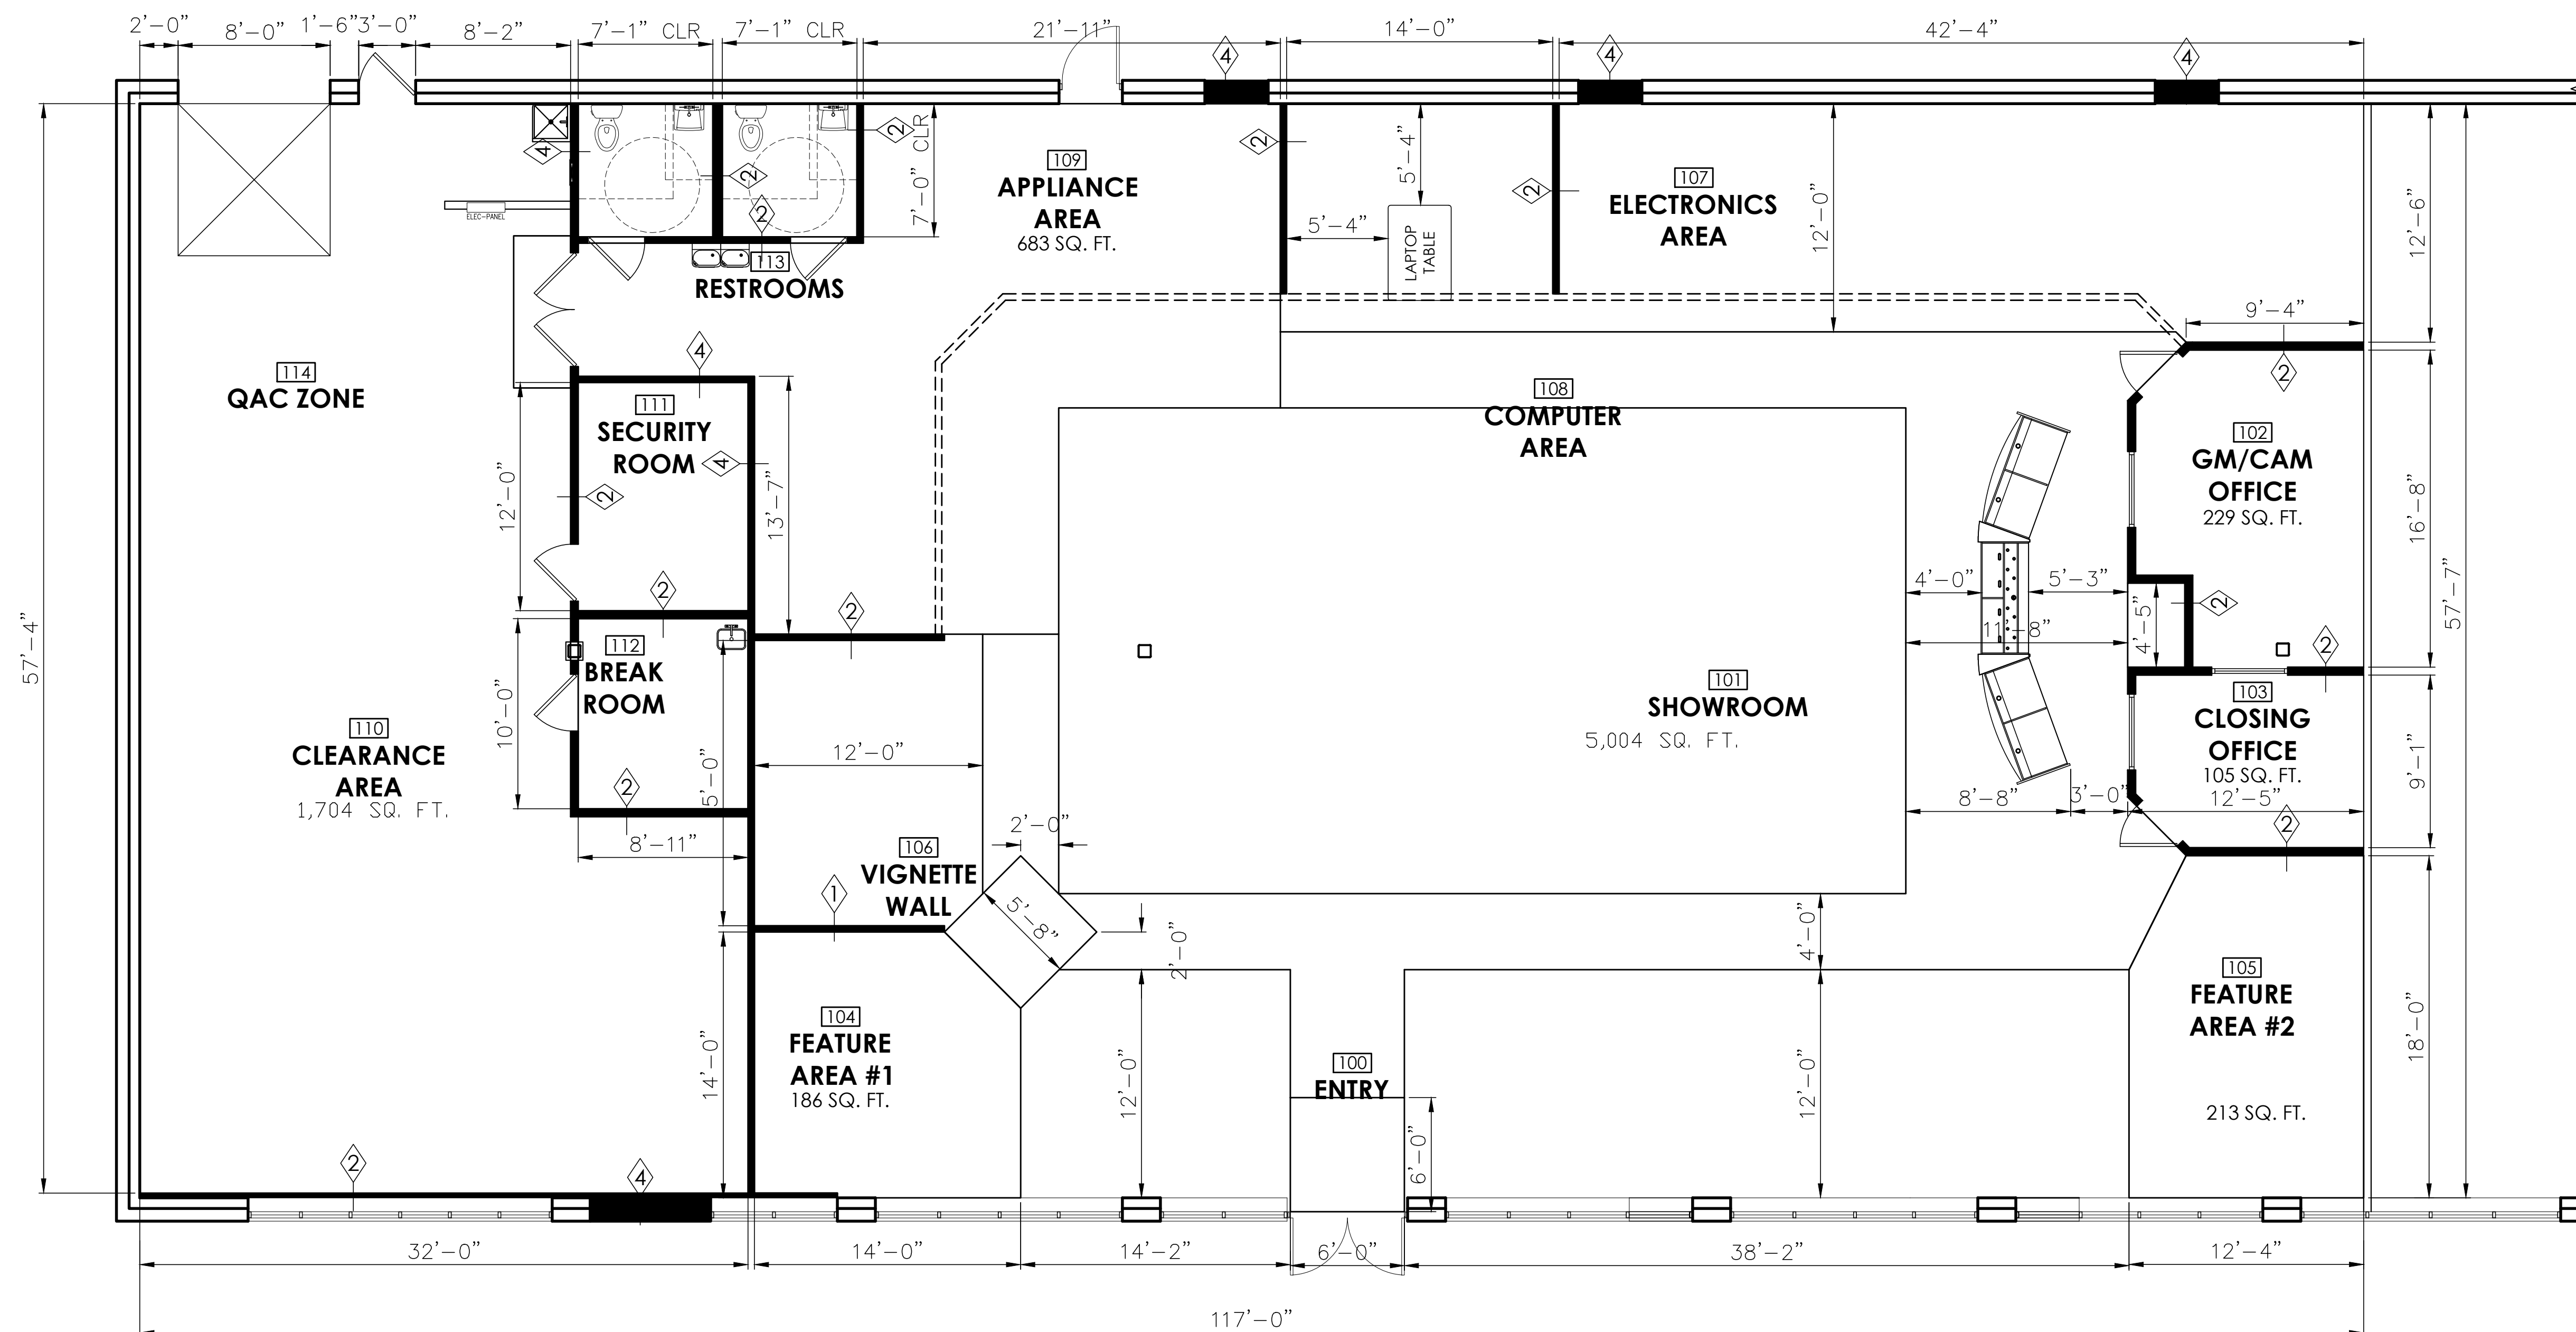 2'-0" 8'-0" 1'-6" 3'-0" 8'-2" 7'-1" CLR 7'-1" CLR 21'-11" 14'-0" 42'-4"
4 4 4
ELEC-PANEL
4 2 2 2
7'-0" CLR
113
RESTROOMS
109
APPLIANCE
AREA
683 SQ. FT.
2
5'-4"
5'-4"
LAPTOP
TABLE
2
107
ELECTRONICS
AREA
12'-0"
12'-6"
9'-4"
2
114
QAC ZONE
4
111
SECURITY
ROOM
4
2
12'-0"
13'-7"
2
2
108
COMPUTER
AREA
102
GM/CAM
OFFICE
229 SQ. FT.
16'-8"
57'-7"
57'-4"
4'-0"
5'-3"
4'-5"
11'-8"
2
2
112
BREAK
ROOM
10'-0"
2
8'-11"
110
CLEARANCE
AREA
1,704 SQ. FT.
5'-0"
12'-0"
101
SHOWROOM
5,004 SQ. FT.
103
CLOSING
OFFICE
105 SQ. FT.
9'-1"
8'-8" 3'-0" 12'-5"
2
2'-0"
106
VIGNETTE
WALL
1
5'-8"
2'-0"
4'-0"
105
FEATURE
AREA #2
213 SQ. FT.
18'-0"
104
FEATURE
AREA #1
186 SQ. FT.
14'-0"
12'-0"
100
ENTRY
6'-0"
12'-0"
2
4
32'-0" 14'-0" 14'-2" 6'-0" 38'-2" 12'-4"
117'-0"